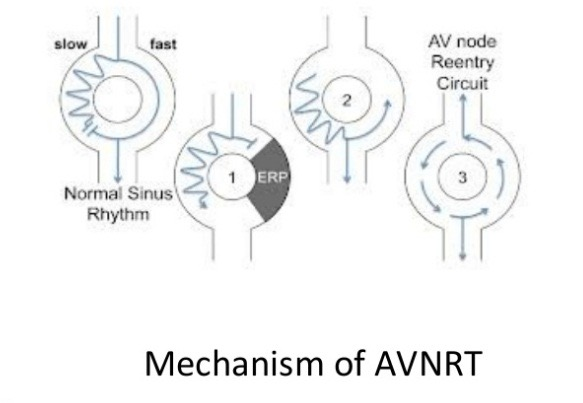 slow
fast
Normal Sinus
Rhythm
1
ERP
2
AV node
Reentry
Circuit
3
Mechanism of AVNRT